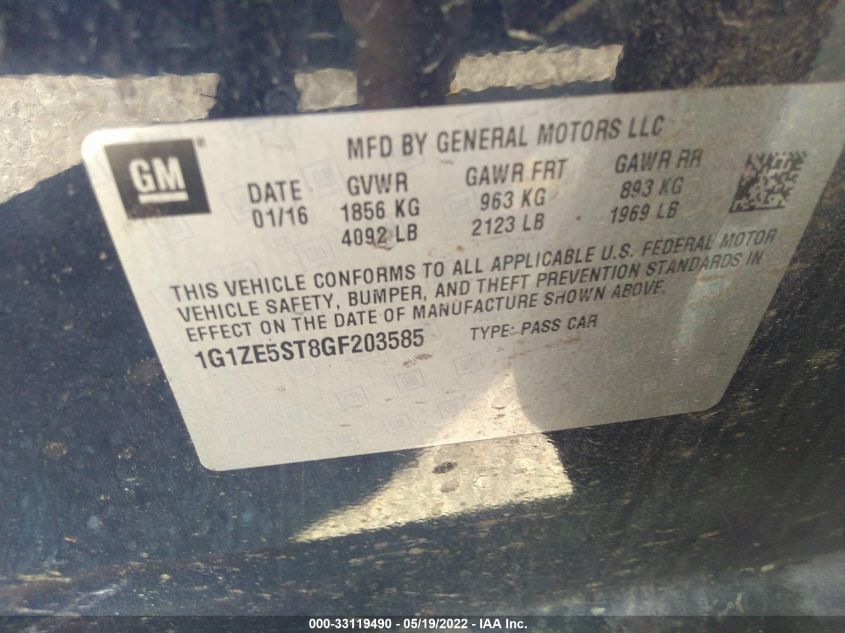 GM®
MFD BY GENERAL MOTORS LLC
DATE GVWR GAWR FRT GAWR RR
01/16 1856 KG 963 KG 893 KG
4092 LB 2123 LB 1969 LB
THIS VEHICLE CONFORMS TO ALL APPLICABLE U.S. FEDERAL MOTOR
VEHICLE SAFETY, BUMPER, AND THEFT PREVENTION STANDARDS IN
EFFECT ON THE DATE OF MANUFACTURE SHOWN ABOVE.
1G1ZE5ST8GF203585 TYPE: PASS CAR
000-33119490 - 05/19/2022 - IAA Inc.